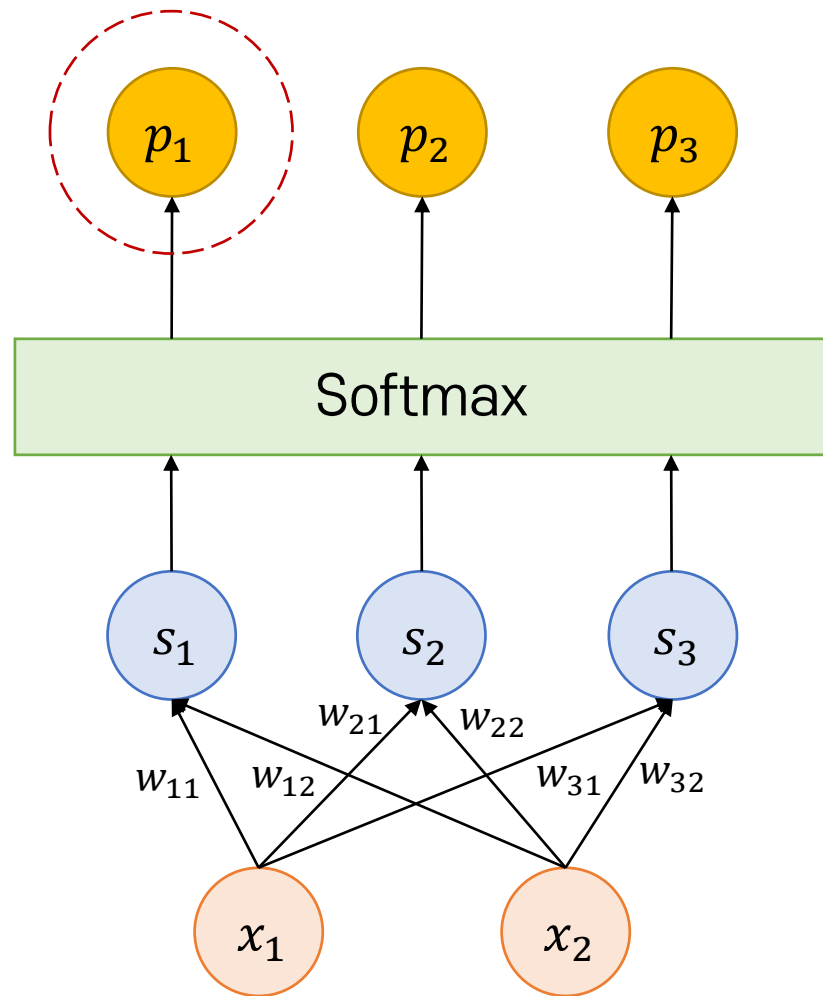 p₁ p₂ p₃
Softmax
s₁ s₂ s₃
w₂₁ w₂₂
w₁₁ w₁₂ w₃₁ w₃₂
x₁ x₂